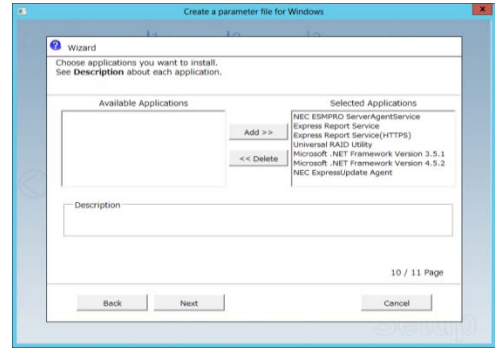 Create a parameter file for Windows
x
Wizard
Choose applications you want to install.
See Description about each application.
Available Applications
Selected Applications
Add >>
<< Delete
NEC ESMPRO ServerAgentService
Express Report Service
Express Report Service(HTTPS)
Universal RAID Utility
Microsoft .NET Framework Version 3.5.1
Microsoft .NET Framework Version 4.5.2
NEC ExpressUpdate Agent
Description
10 / 11 Page
Back
Next
Cancel
Setup